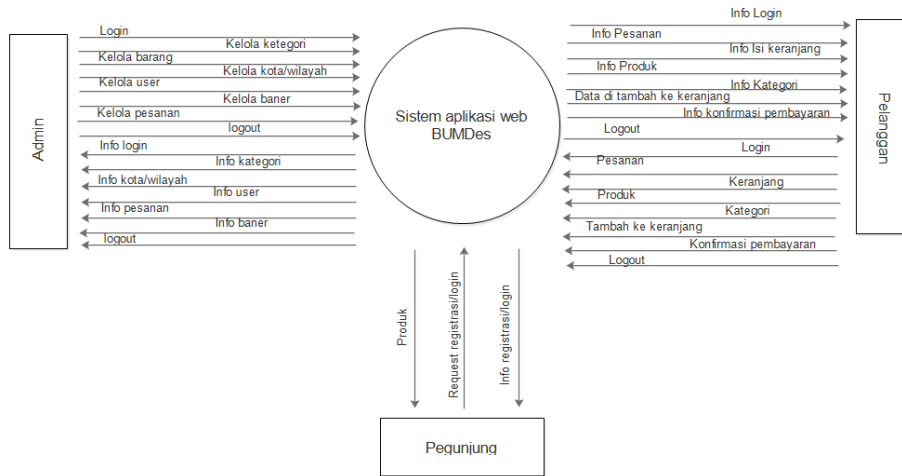 Login
Kelola ketegori
Kelola barang
Kelola kota/wilayah
Kelola user
Kelola baner
Kelola pesanan
logout
Info login
Info kategori
Info kota/wilayah
Info user
Info pesanan
Info baner
logout
Admin
Sistem aplikasi web
BUMDes
Info Login
Info Pesanan
Info Isi keranjang
Info Produk
Info Kategori
Data di tambah ke keranjang
Info konfirmasi pembayaran
Logout
Login
Pesanan
Keranjang
Produk
Kategori
Tambah ke keranjang
Konfirmasi pembayaran
Logout
Pelanggan
Produk
Request registrasi/login
Info registrasi/login
Pegunjung